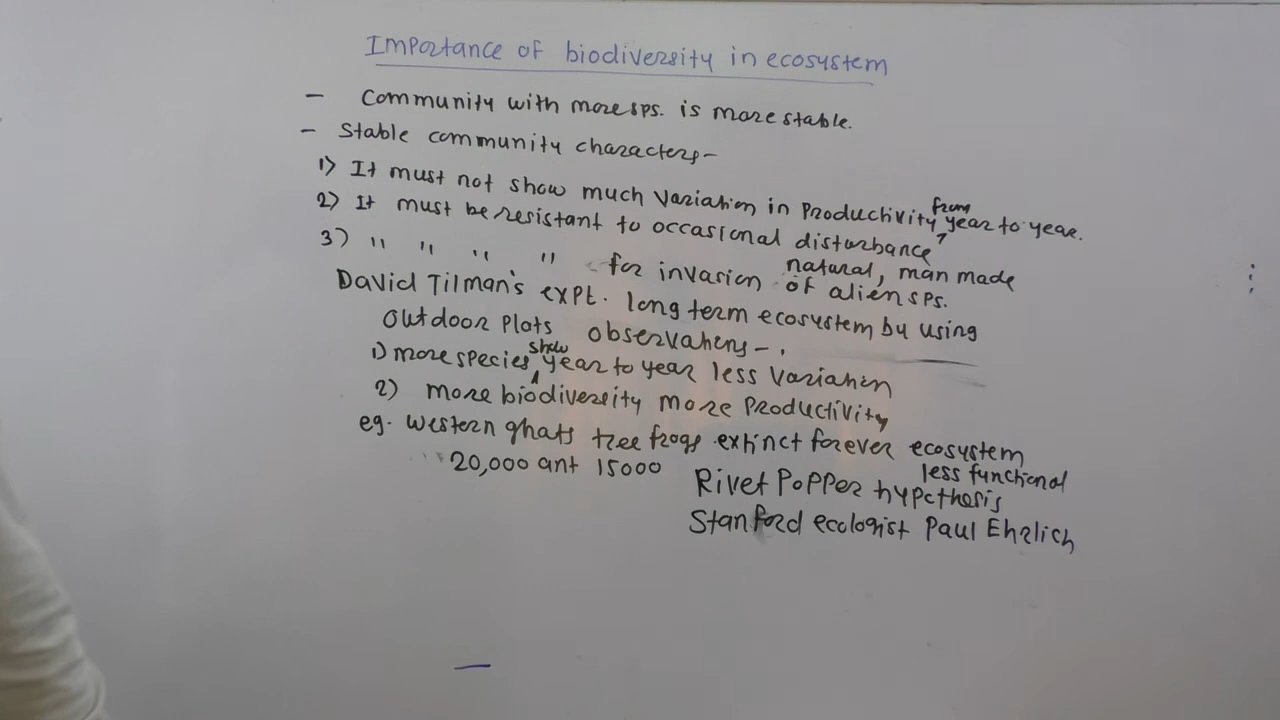 Importance of biodiversity in ecosystem
- Community with more sps. is more stable.
- Stable community characters-
1) It must not show much variation in Productivity from year to year.
2) It must be resistant to occasional disturbance, natural, man made
3) " " " " for invasion of alien sps.
David Tilman's expt. long term ecosystem by using
outdoor Plots observations-.
1) more species show year to year less variation
2) more biodiversity more Productivity
eg. western ghats tree frogs extinct forever ecosystem
less functional
20,000 ant 15000
Rivet Popper hypothesis
Stanford ecologist Paul Ehrlich